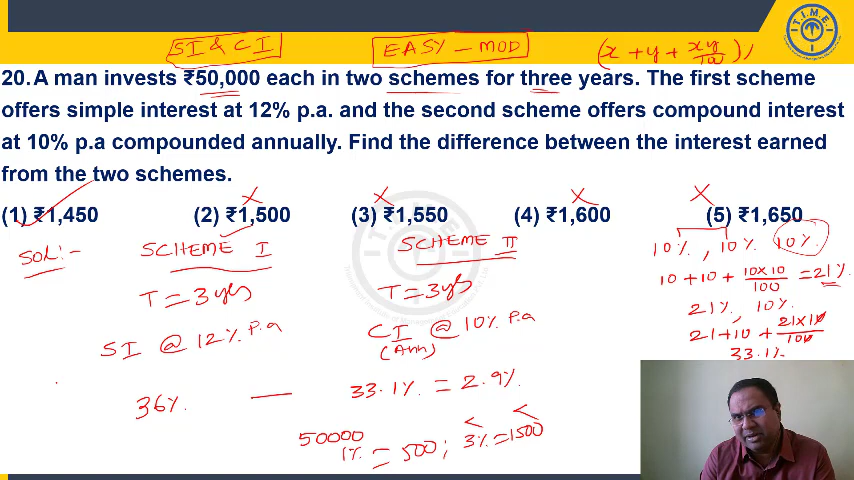 SI & CI
EASY - MOD
(x + y + xy/100)%
T.I.M.E.
20. A man invests ₹50,000 each in two schemes for three years. The first scheme
offers simple interest at 12% p.a. and the second scheme offers compound interest
at 10% p.a compounded annually. Find the difference between the interest earned
from the two schemes.
(1) ₹1,450 (2) ₹1,500 (3) ₹1,550 (4) ₹1,600 (5) ₹1,650
SOL:-
SCHEME I
T = 3 yrs
SI @ 12% P.a
36%
—
SCHEME II
T = 3 yrs
CI @ 10% P.a
(Ann)
33.1% = 2.9%
50000
1% = 500; 3% = 1500
< <
10%, 10% 10%
10 + 10 + 10x10/100 = 21%
21%, 10%
21 + 10 + 21x10/100
33.1%